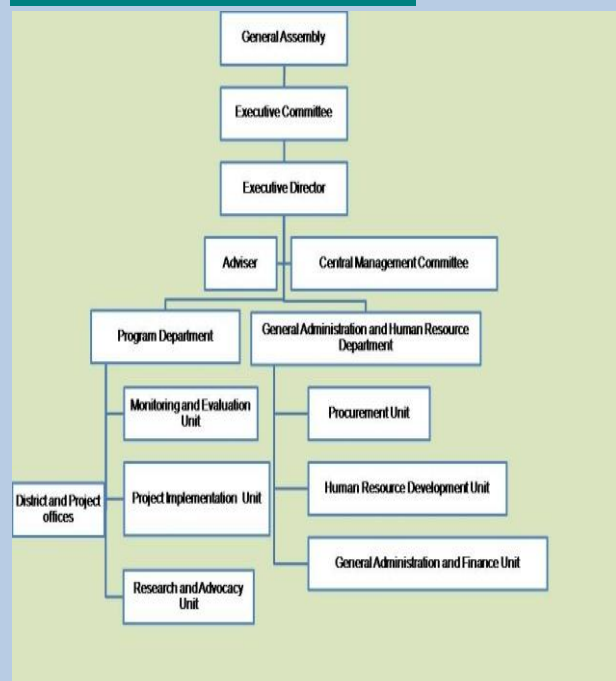 General Assembly
Executive Committee
Executive Director
Adviser
Central Management Committee
Program Department
General Administration and Human Resource
Department
Monitoring and Evaluation
Unit
Procurement Unit
District and Project
offices
Project Implementation Unit
Human Resource Development Unit
General Administration and Finance Unit
Research and Advocacy
Unit